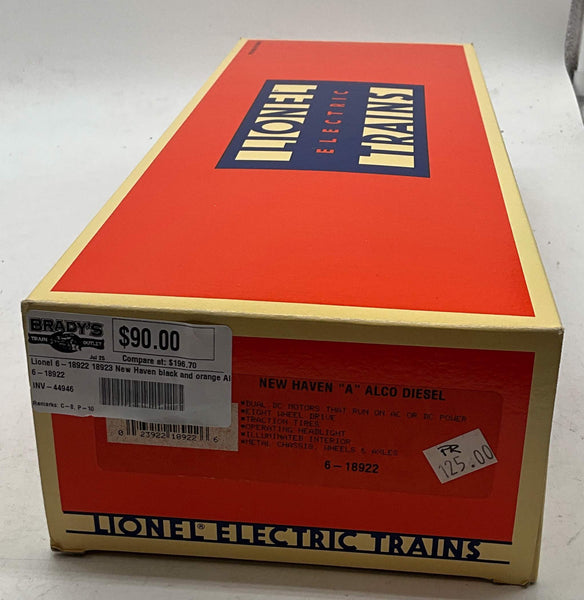 LIONEL
ELECTRIC
TRAINS
BRADY'S
TRAIN OUTLET
$90.00
Jul 25
Compare at: $196.70
Lionel 6-18922 18923 New Haven black and orange Al
6-18922
INV-44946
Remarks: C-8, P-10
0 23922 18922 6
NEW HAVEN "A" ALCO DIESEL
*DUAL DC MOTORS THAT RUN ON AC OR DC POWER
*EIGHT WHEEL DRIVE
*TRACTION TIRES
*OPERATING HEADLIGHT
*ILLUMINATED INTERIOR
*METAL CHASSIS, WHEELS & AXLES
6-18922
PR
125.00
LIONEL® ELECTRIC TRAINS